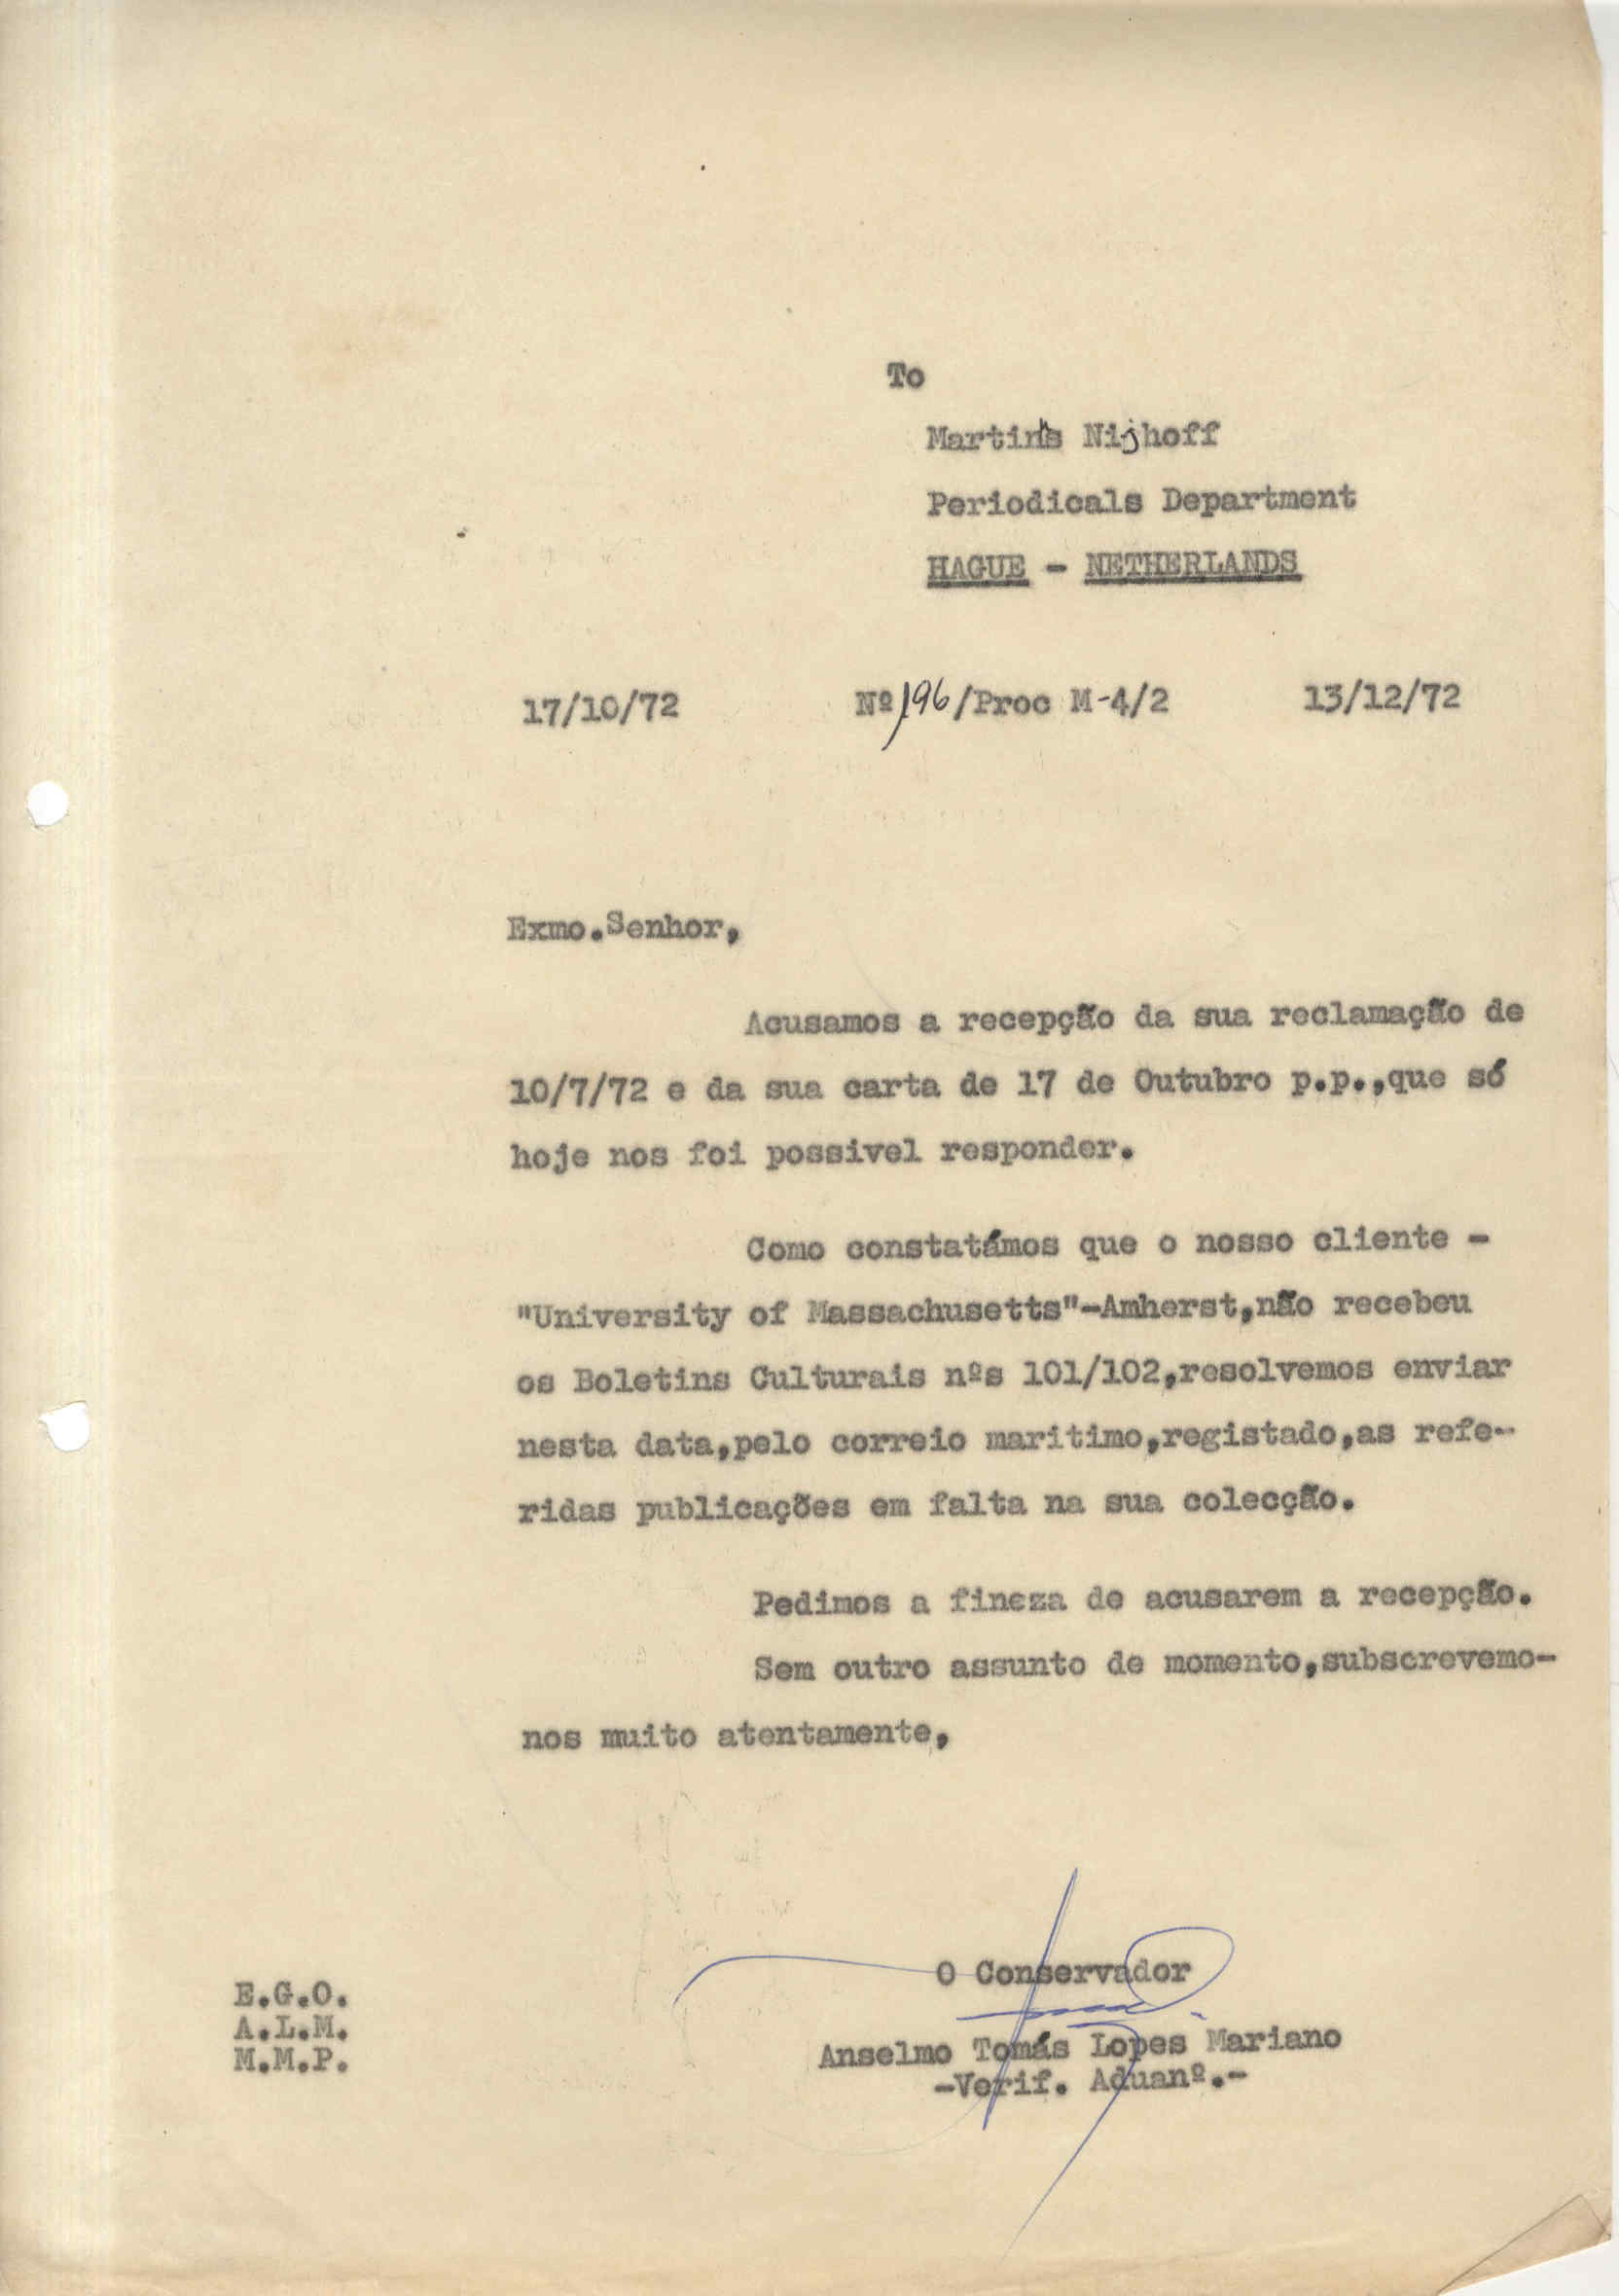 To
Martin's Nijhoff
Periodicals Department
HAGUE - NETHERLANDS
17/10/72 Nº196/Proc M-4/2 13/12/72
Exmo.Senhor,
Acusamos a recepção da sua reclamação de
10/7/72 e da sua carta de 17 de Outubro p.p.,que só
hoje nos foi possivel responder.
Como constatámos que o nosso cliente -
"University of Massachusetts"-Amherst,não recebeu
os Boletins Culturais nºs 101/102,resolvemos enviar
nesta data,pelo correio maritimo,registado,as refe-
ridas publicações em falta na sua colecção.
Pedimos a fineza de acusarem a recepção.
Sem outro assunto de momento,subscrevemo-
nos muito atentamente,
O Conservador
Anselmo Tomás Lopes Mariano
-Verif. Aduanº.-
E.G.O.
A.L.M.
M.M.P.